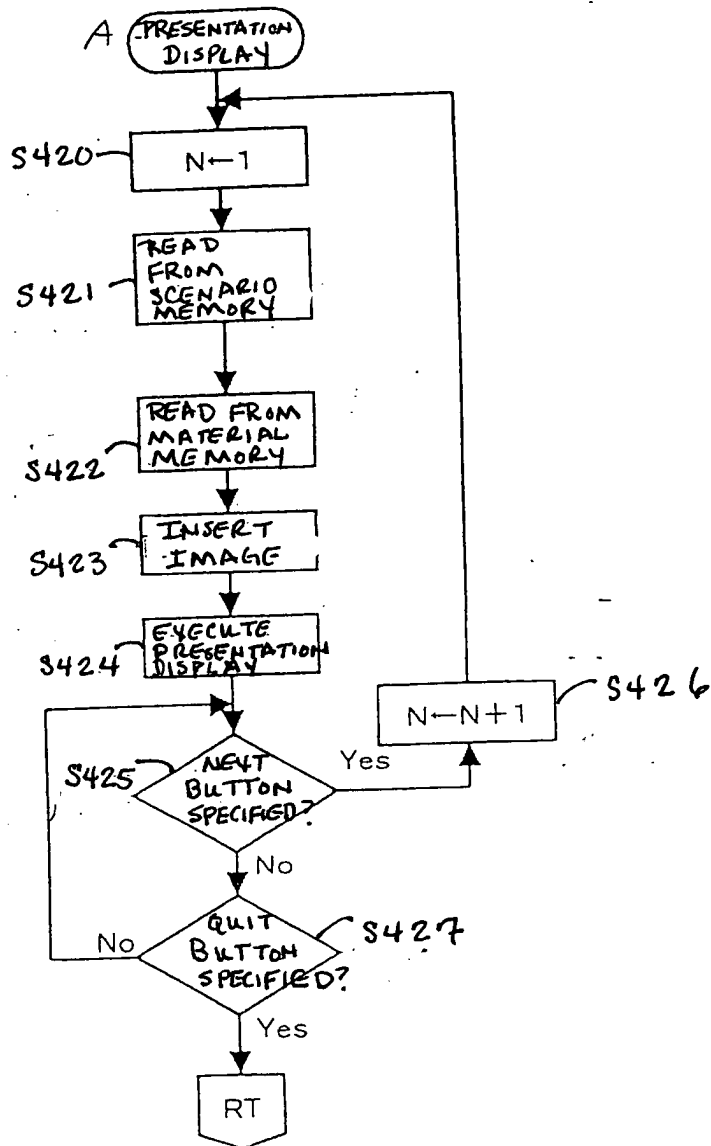 A
PRESENTATION
DISPLAY
S420
N←1
S421
READ
FROM
SCENARIO
MEMORY
S422
READ FROM
MATERIAL
MEMORY
S423
INSERT
IMAGE
S424
EXECUTE
PRESENTATION
DISPLAY
S426
N←N+1
S425
NEXT
BUTTON
SPECIFIED?
Yes
No
S427
QUIT
BUTTON
SPECIFIED?
No
Yes
RT